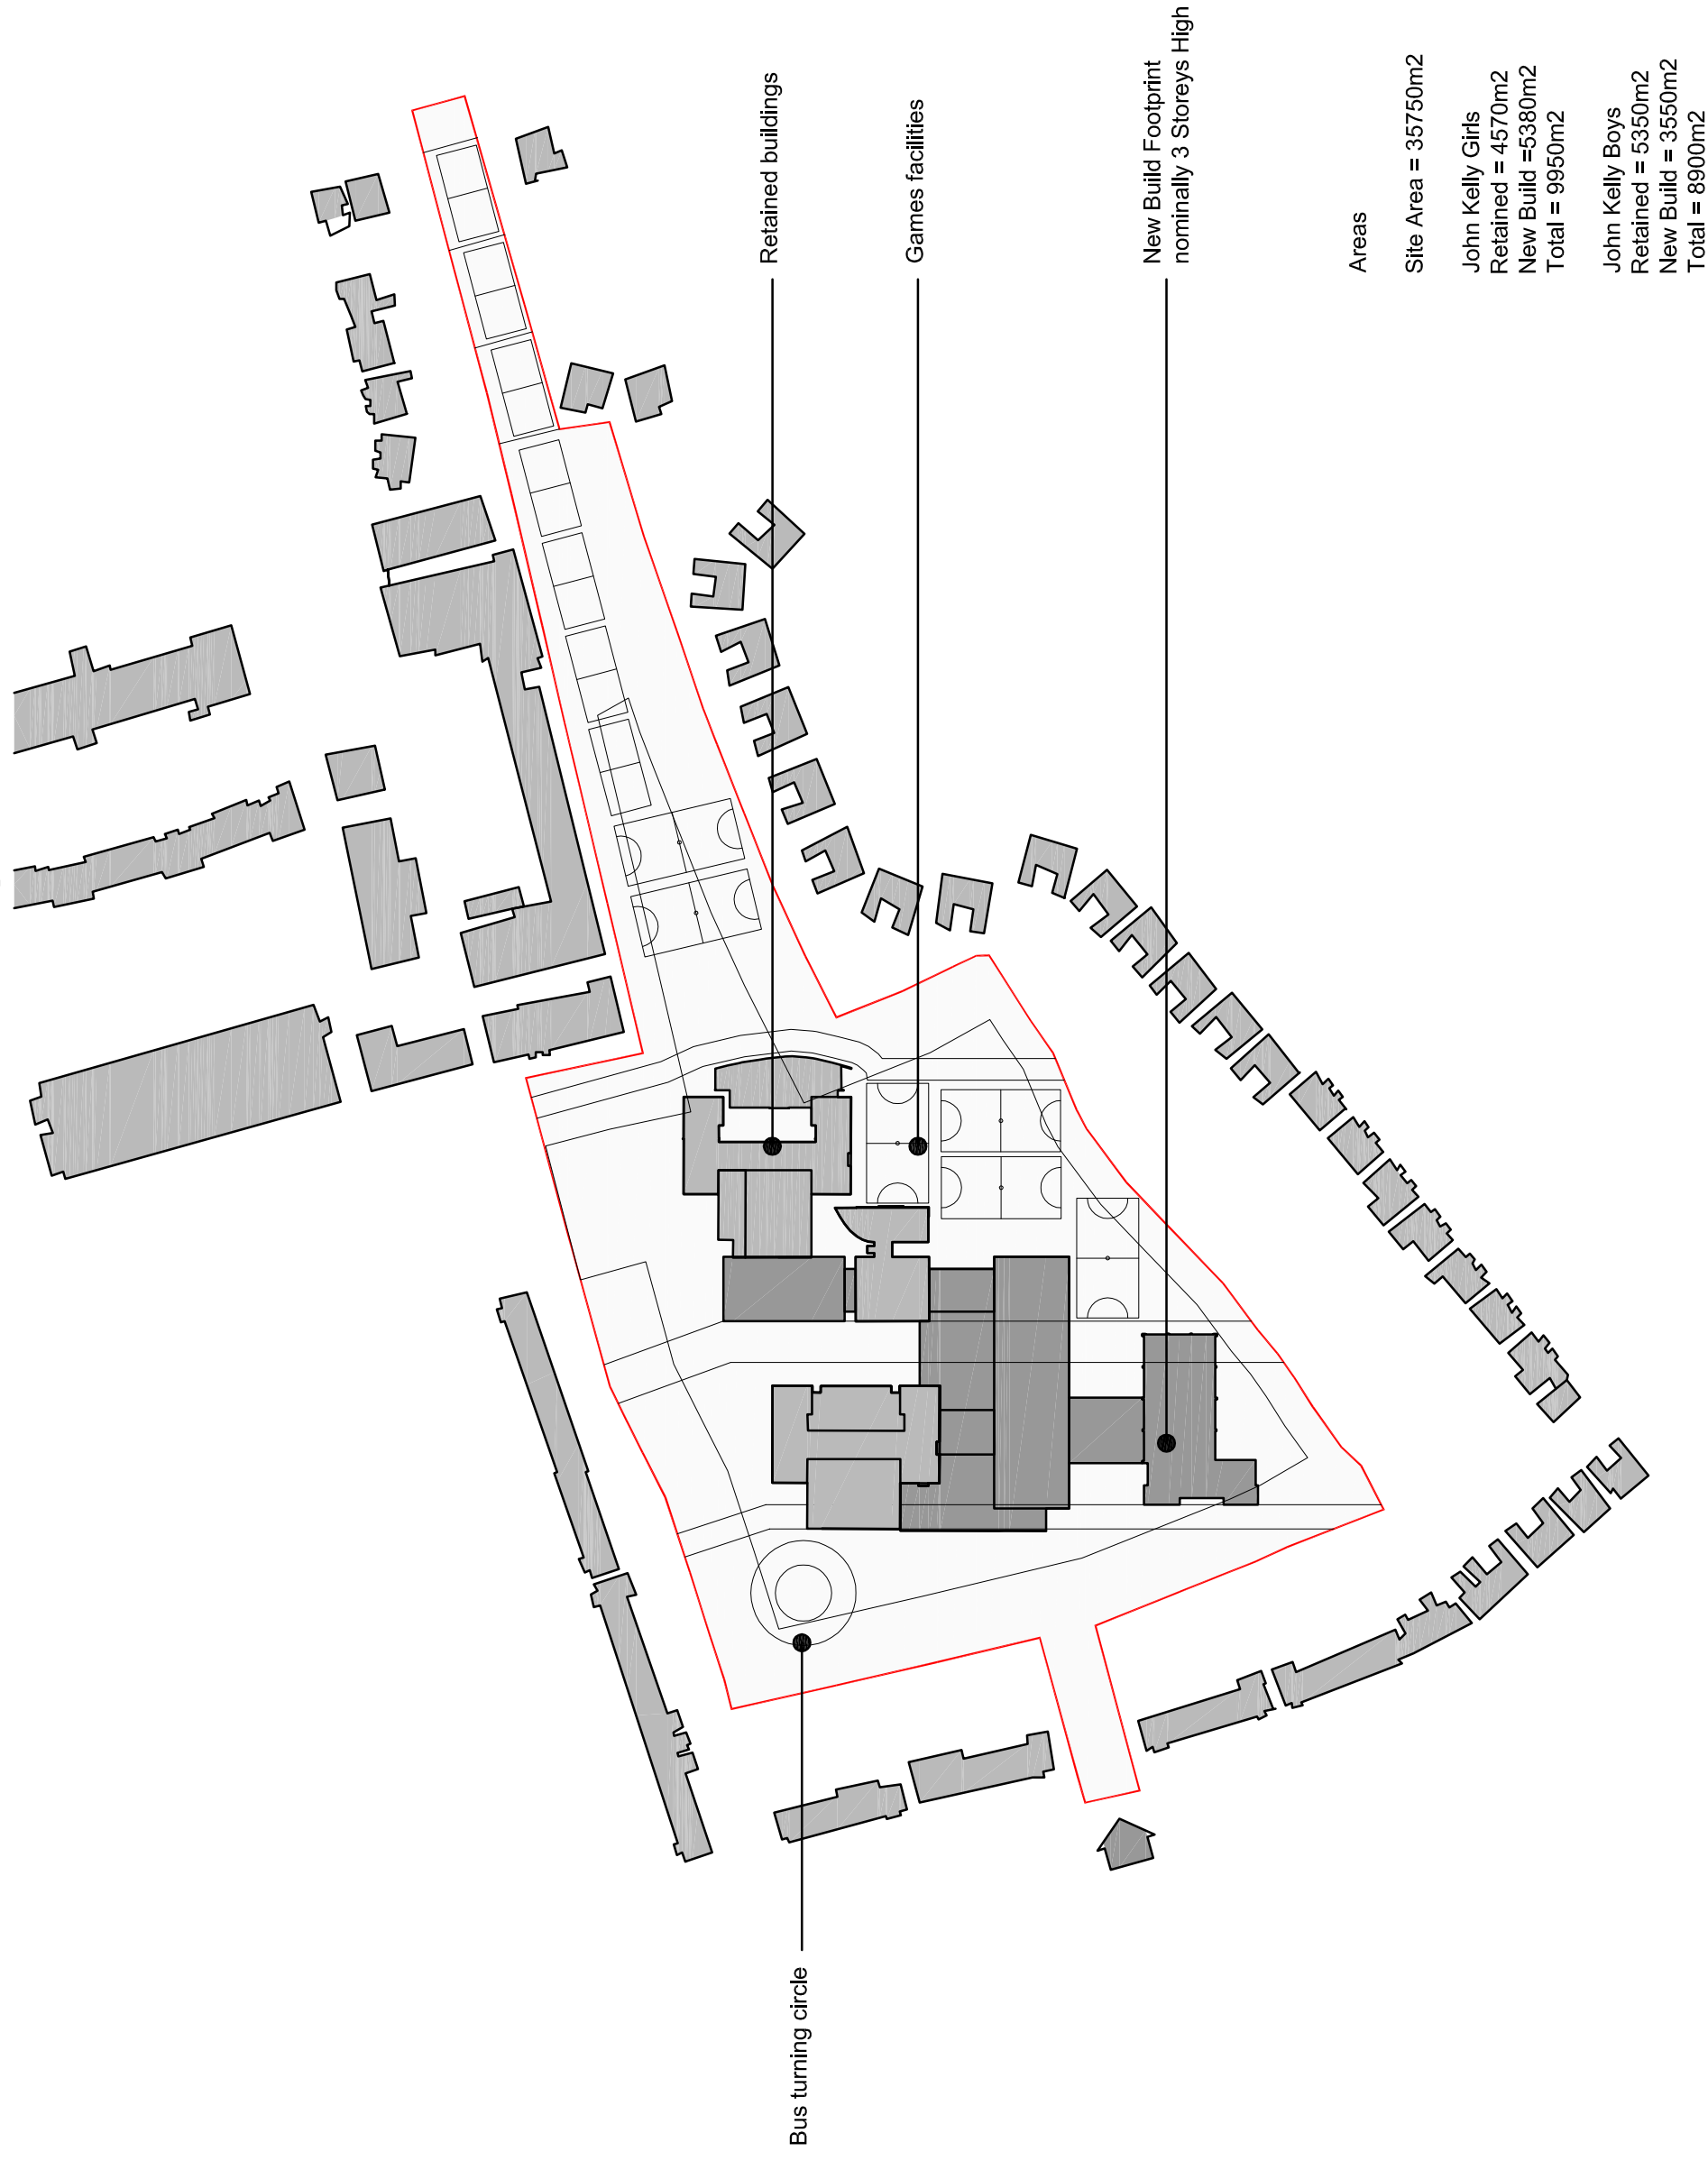 Bus turning circle
Retained buildings
Games facilities
New Build Footprint
nominally 3 Storeys High
Areas
Site Area = 35750m2
John Kelly Girls
Retained = 4570m2
New Build =5380m2
Total = 9950m2
John Kelly Boys
Retained = 5350m2
New Build = 3550m2
Total = 8900m2